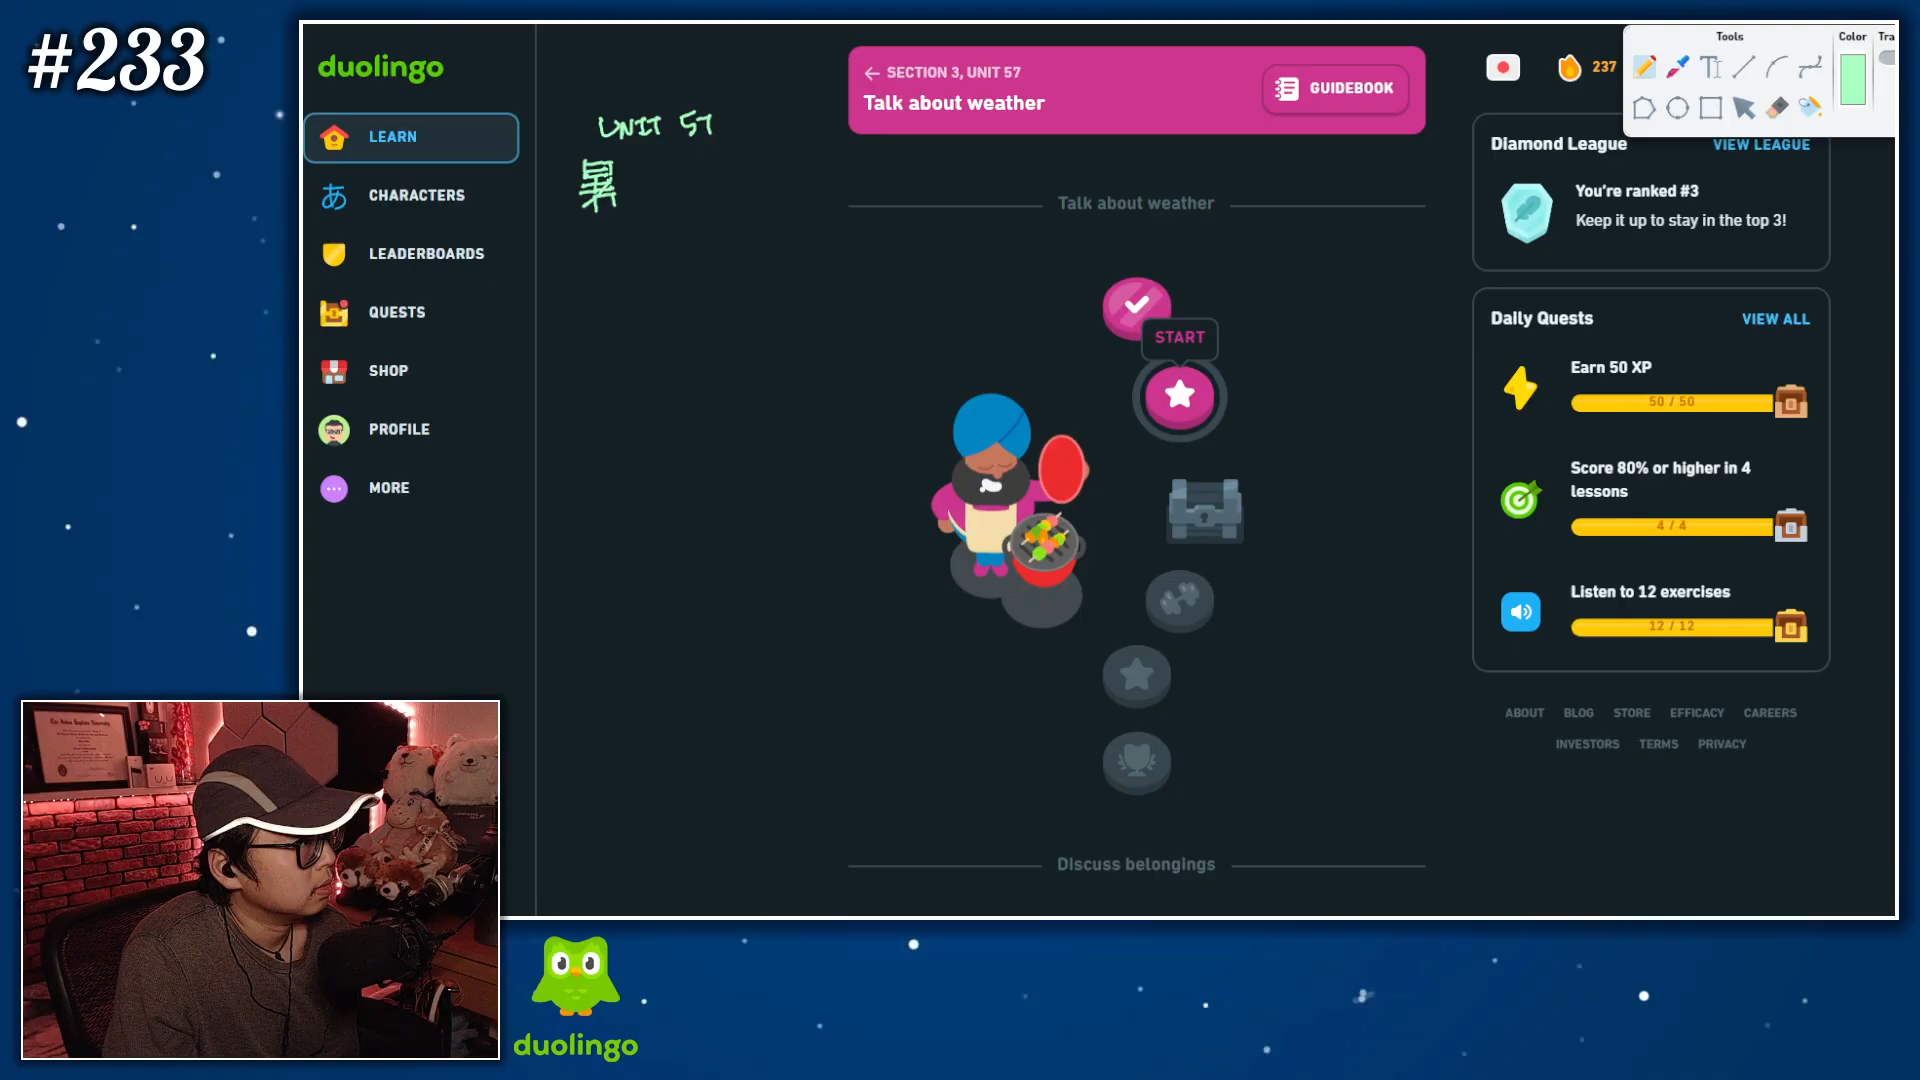 #233
duolingo
LEARN
CHARACTERS
LEADERBOARDS
QUESTS
SHOP
PROFILE
MORE
UNIT 57
SECTION 3, UNIT 57
Talk about weather
GUIDEBOOK
Talk about weather
START
Discuss belongings
237
Tools
Color
Tra
Diamond League
VIEW LEAGUE
You're ranked #3
Keep it up to stay in the top 3!
Daily Quests
VIEW ALL
Earn 50 XP
50 / 50
Score 80% or higher in 4
lessons
4 / 4
Listen to 12 exercises
12 / 12
ABOUT BLOG STORE EFFICACY CAREERS
INVESTORS TERMS PRIVACY
あ
duolingo